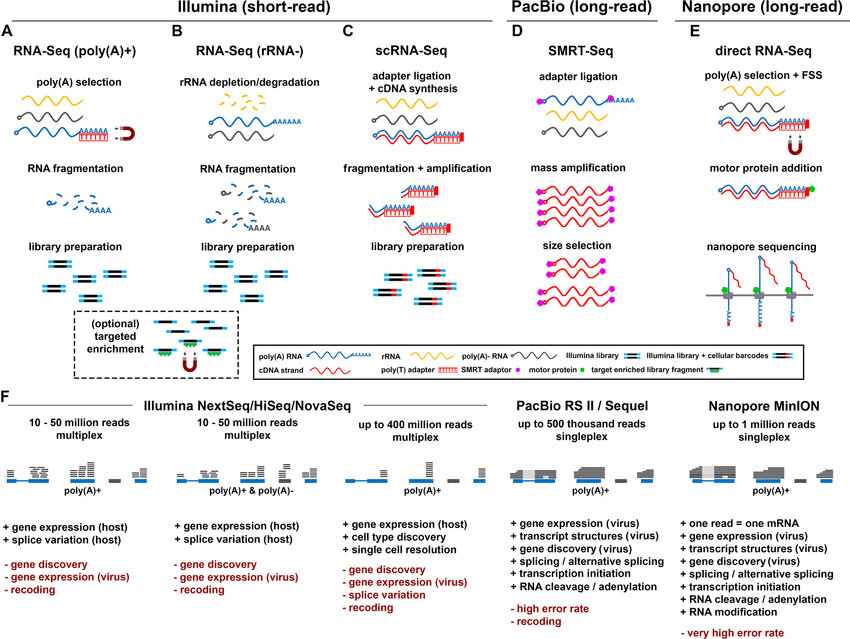 Illumina (short-read)
PacBio (long-read)
Nanopore (long-read)
A
B
C
D
E
RNA-Seq (poly(A)+)
RNA-Seq (rRNA-)
scRNA-Seq
SMRT-Seq
direct RNA-Seq
poly(A) selection
rRNA depletion/degradation
adapter ligation
+ cDNA synthesis
adapter ligation
poly(A) selection + FSS
AAAAAA
+
+
AAAAAA
AAAAAA
AAAAA
AAAAAA
RNA fragmentation
RNA fragmentation
fragmentation + amplification
mass amplification
motor protein addition
AAAA
AAAA
AAAA
library preparation
library preparation
library preparation
size selection
nanopore sequencing
(optional)
targeted
enrichment
poly(A) RNA
AAAAAA
rRNA
poly(A)- RNA
Illumina library
Illumina library + cellular barcodes
cDNA strand
poly(T) adapter
SMRT adaptor
motor protein
target enriched library fragment
F
Illumina NextSeq/HiSeq/NovaSeq
PacBio RS II / Sequel
Nanopore MinION
10 - 50 million reads
multiplex
10 - 50 million reads
multiplex
up to 400 million reads
multiplex
up to 500 thousand reads
singleplex
up to 1 million reads
singleplex
poly(A)+
poly(A)+ & poly(A)-
poly(A)+
poly(A)+
poly(A)+
+ gene expression (host)
+ splice variation (host)
- gene discovery
- gene expression (virus)
- recoding
+ gene expression (host)
+ splice variation (host)
- gene discovery
- gene expression (virus)
- recoding
+ gene expression (host)
+ cell type discovery
+ single cell resolution
- gene discovery
- gene expression (virus)
- splice variation
- recoding
+ gene expression (virus)
+ transcript structures (virus)
+ gene discovery (virus)
+ splicing / alternative splicing
+ transcription initiation
+ RNA cleavage / adenylation
- high error rate
- recoding
+ one read = one mRNA
+ gene expression (virus)
+ transcript structures (virus)
+ gene discovery (virus)
+ splicing / alternative splicing
+ transcription initiation
+ RNA cleavage / adenylation
+ RNA modification
- very high error rate